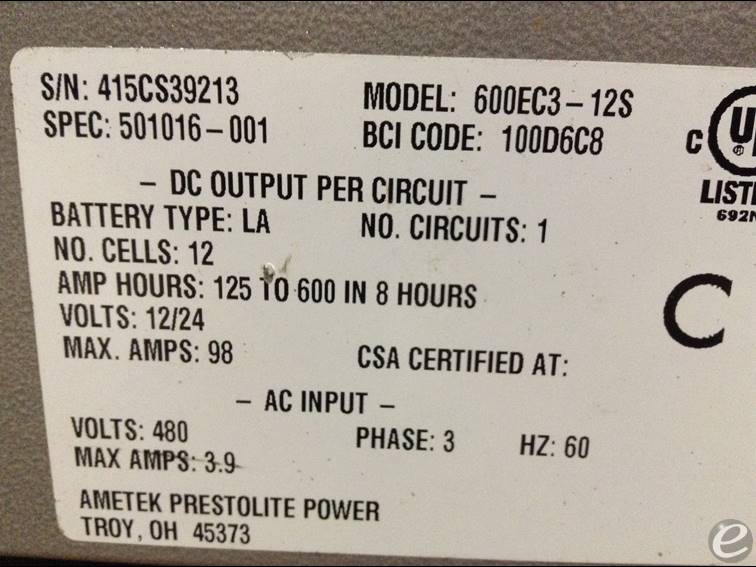 S/N: 415CS39213 MODEL: 600EC3-12S
SPEC: 501016-001 BCI CODE: 100D6C8
C
- DC OUTPUT PER CIRCUIT -
BATTERY TYPE: LA NO. CIRCUITS: 1
NO. CELLS: 12
AMP HOURS: 125 TO 600 IN 8 HOURS
VOLTS: 12/24
MAX. AMPS: 98 CSA CERTIFIED AT:
C
- AC INPUT -
VOLTS: 480 PHASE: 3 HZ: 60
MAX AMPS: 3.9
AMETEK PRESTOLITE POWER
TROY, OH 45373
e